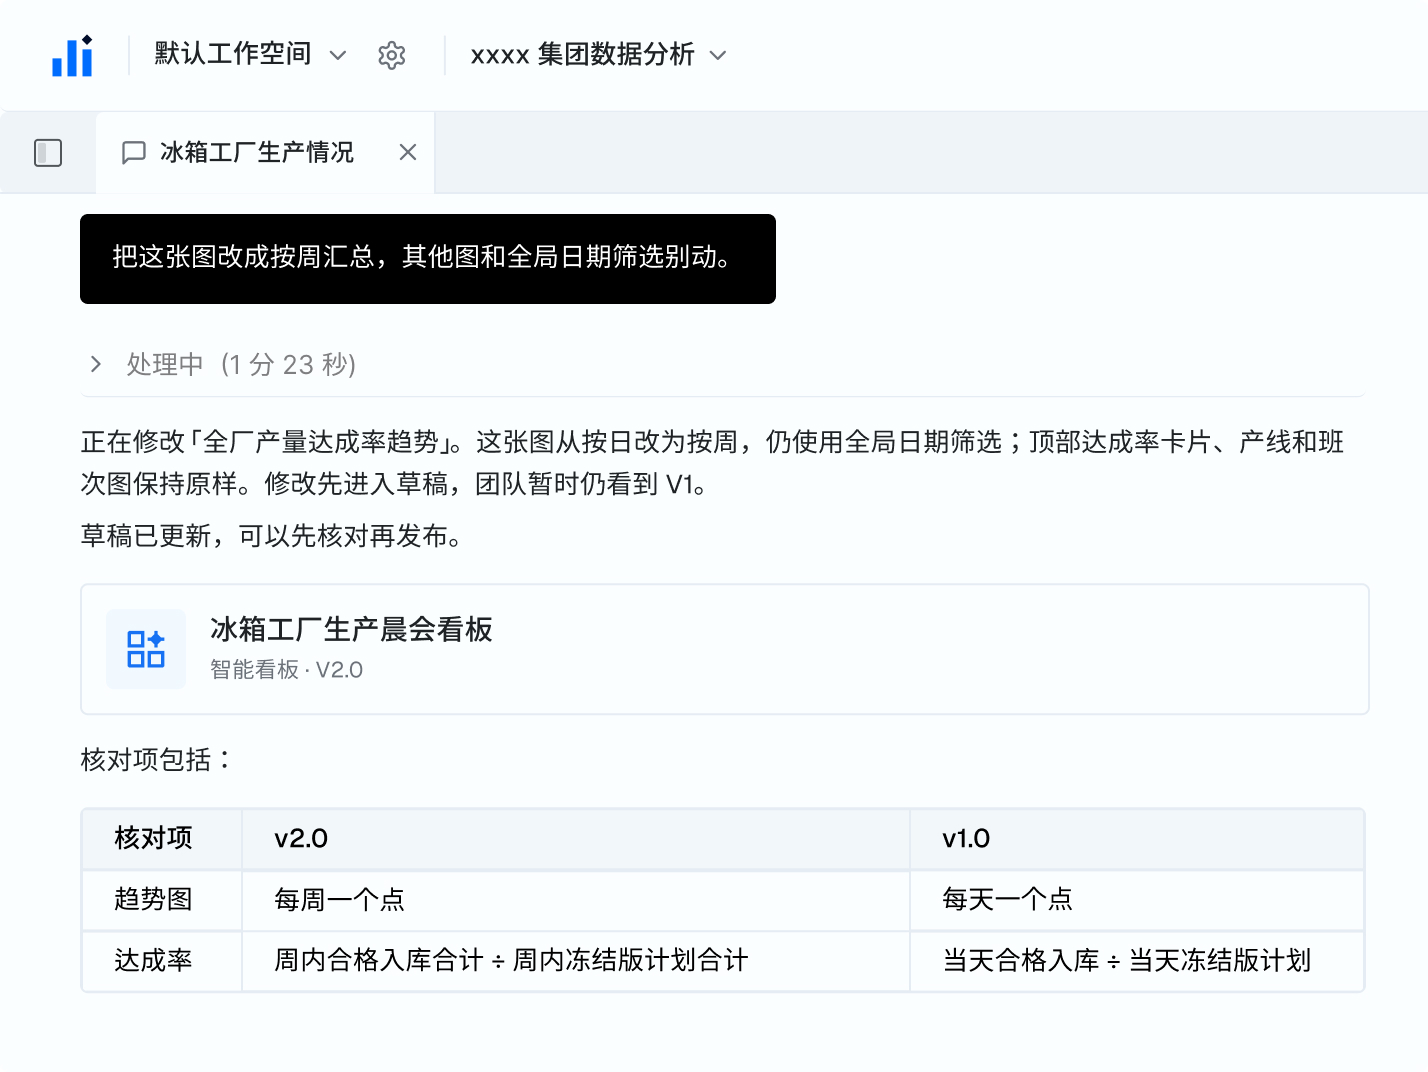 默认工作空间
xxxx 集团数据分析
冰箱工厂生产情况
把这张图改成按周汇总，其他图和全局日期筛选别动。
处理中（1 分 23 秒）
正在修改「全厂产量达成率趋势」。这张图从按日改为按周，仍使用全局日期筛选；顶部达成率卡片、产线和班
次图保持原样。修改先进入草稿，团队暂时仍看到 V1。
草稿已更新，可以先核对再发布。
冰箱工厂生产晨会看板
智能看板 · V2.0
核对项包括：
核对项 v2.0 v1.0
趋势图 每周一个点 每天一个点
达成率 周内合格入库合计 ÷ 周内冻结版计划合计 当天合格入库 ÷ 当天冻结版计划